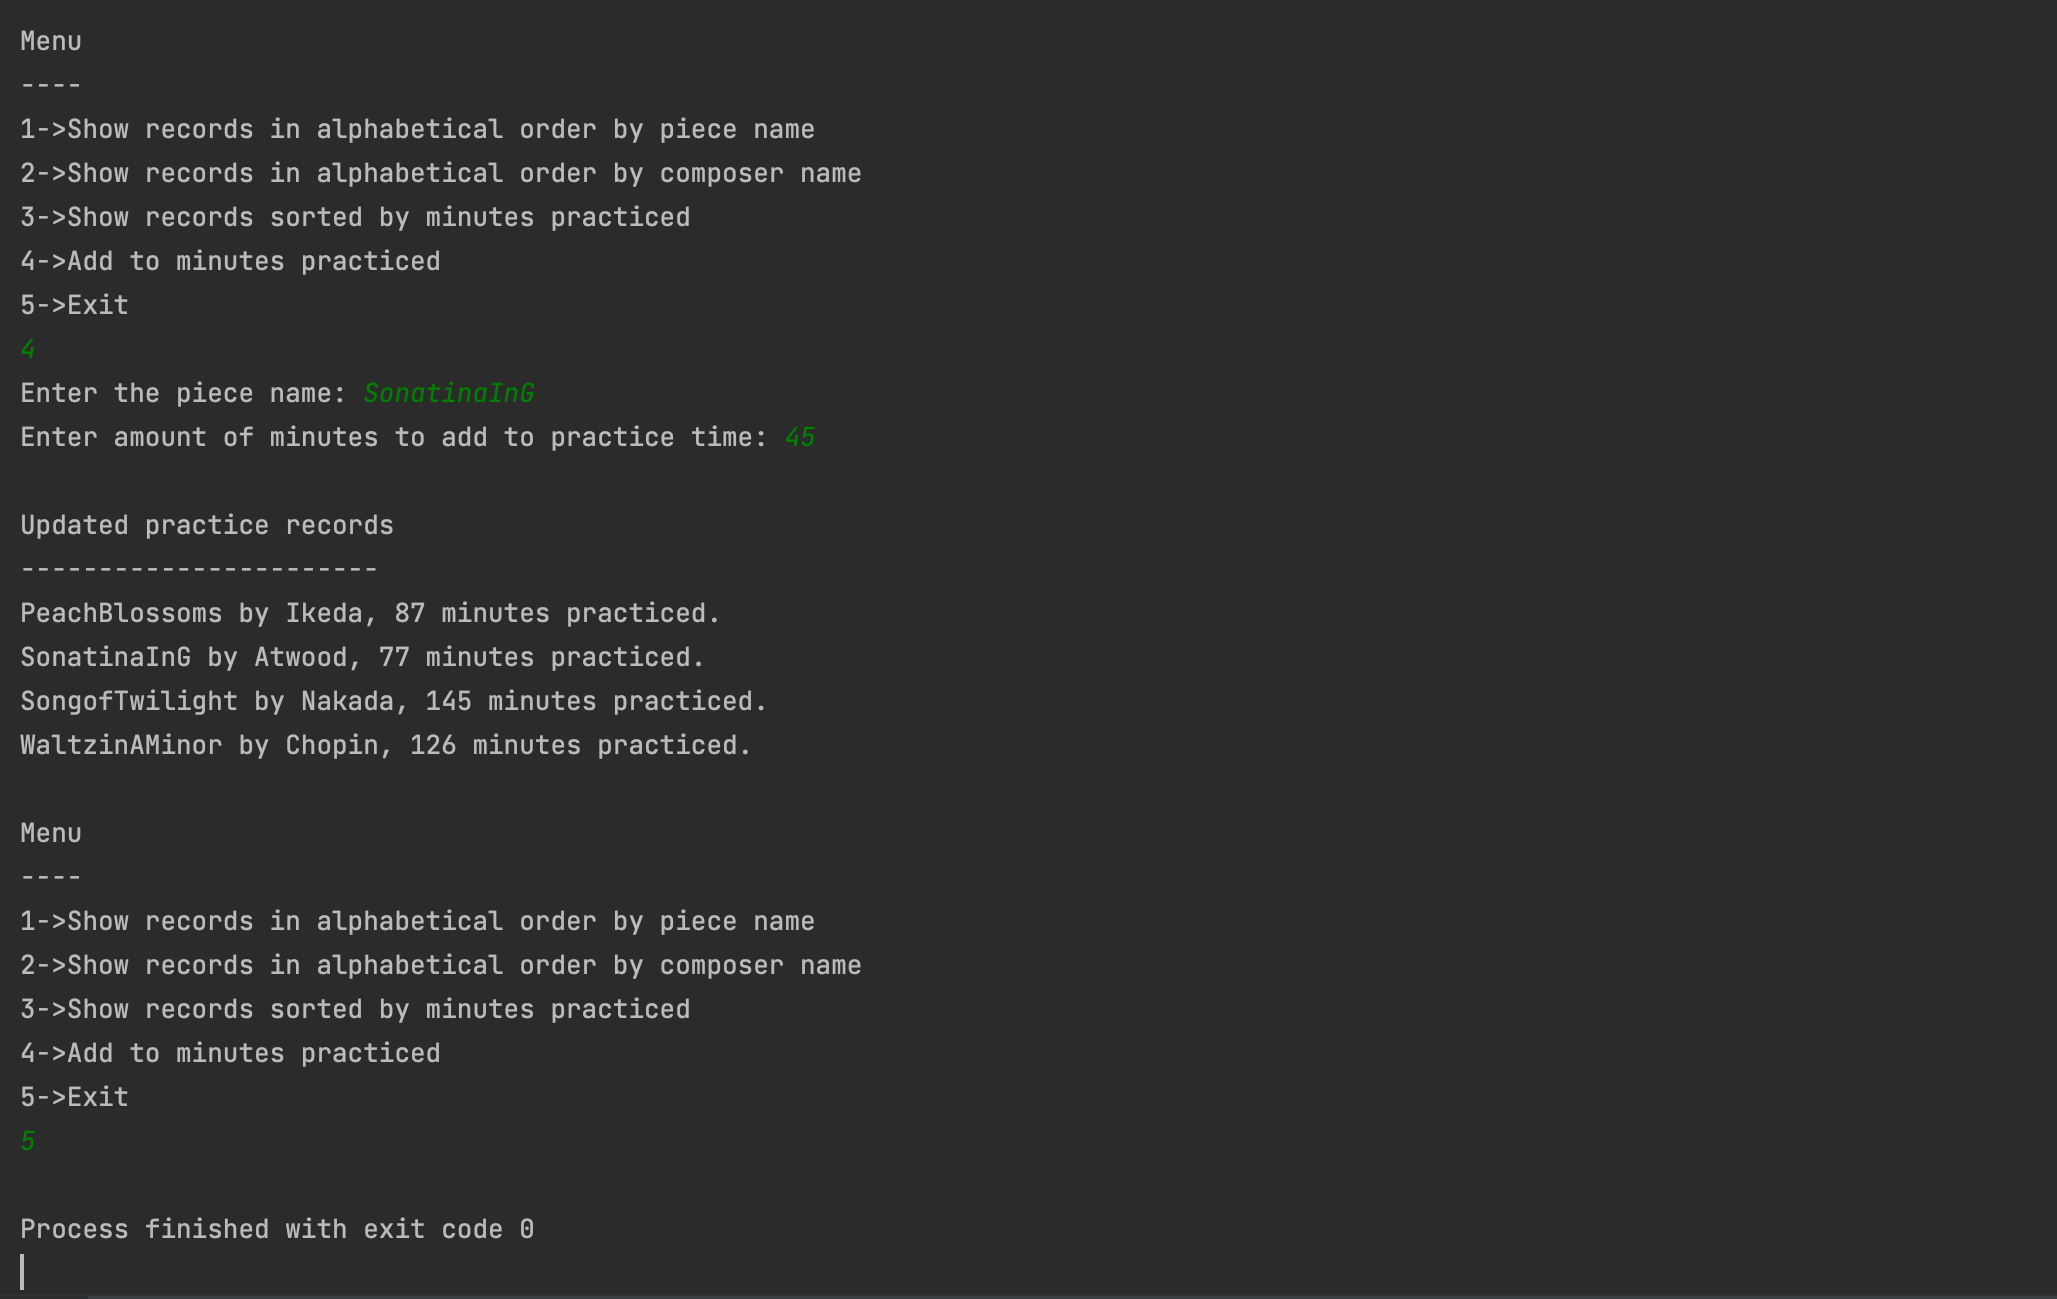 Menu
----
1->Show records in alphabetical order by piece name
2->Show records in alphabetical order by composer name
3->Show records sorted by minutes practiced
4->Add to minutes practiced
5->Exit
4
Enter the piece name: SonatinaInG
Enter amount of minutes to add to practice time: 45

Updated practice records
-----------------------
PeachBlossoms by Ikeda, 87 minutes practiced.
SonatinaInG by Atwood, 77 minutes practiced.
SongofTwilight by Nakada, 145 minutes practiced.
WaltzinAMinor by Chopin, 126 minutes practiced.

Menu
----
1->Show records in alphabetical order by piece name
2->Show records in alphabetical order by composer name
3->Show records sorted by minutes practiced
4->Add to minutes practiced
5->Exit
5

Process finished with exit code 0